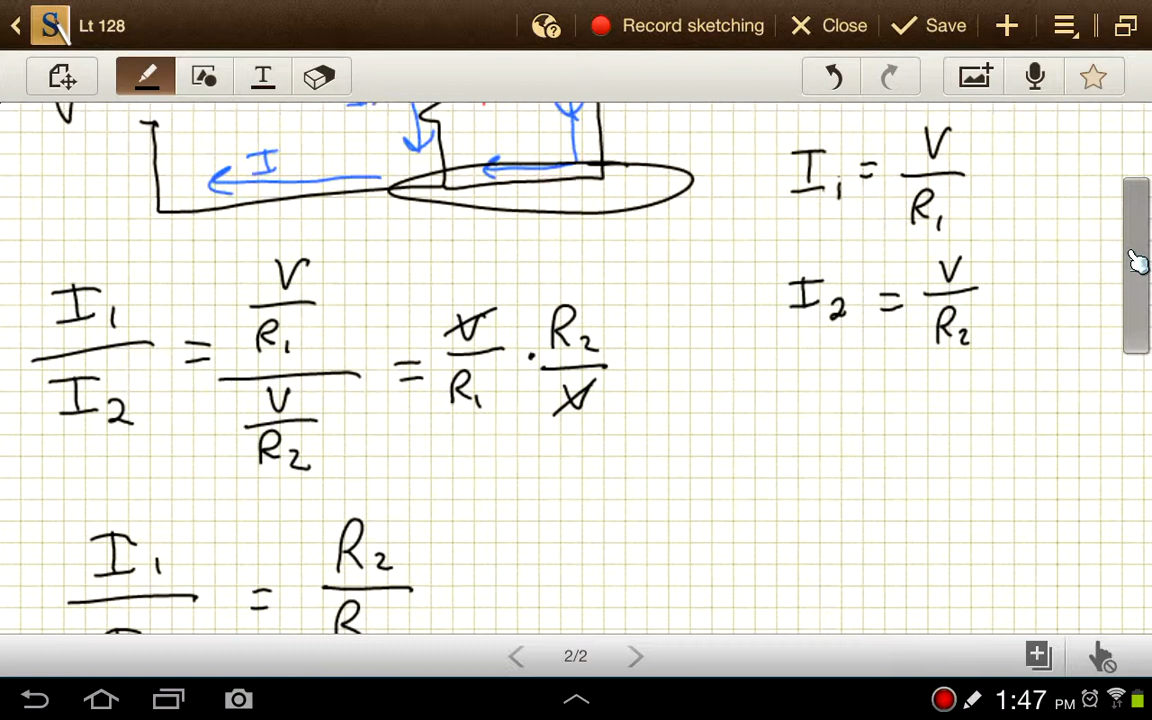 Lt 128
Record sketching
Close
Save
V
I
I₁ = V/R₁
I₂ = V/R₂
I₁/I₂ = (V/R₁)/(V/R₂) = V/R₁ · R₂/V
I₁
=
R₂
2/2
1:47 PM